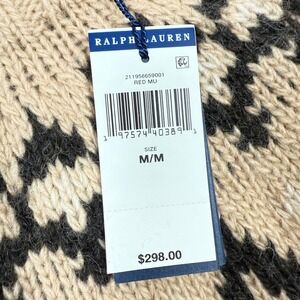 RALPH LAUREN
211956659001
RED MU
1 97574 40389 1
SIZE
M/M
$298.00